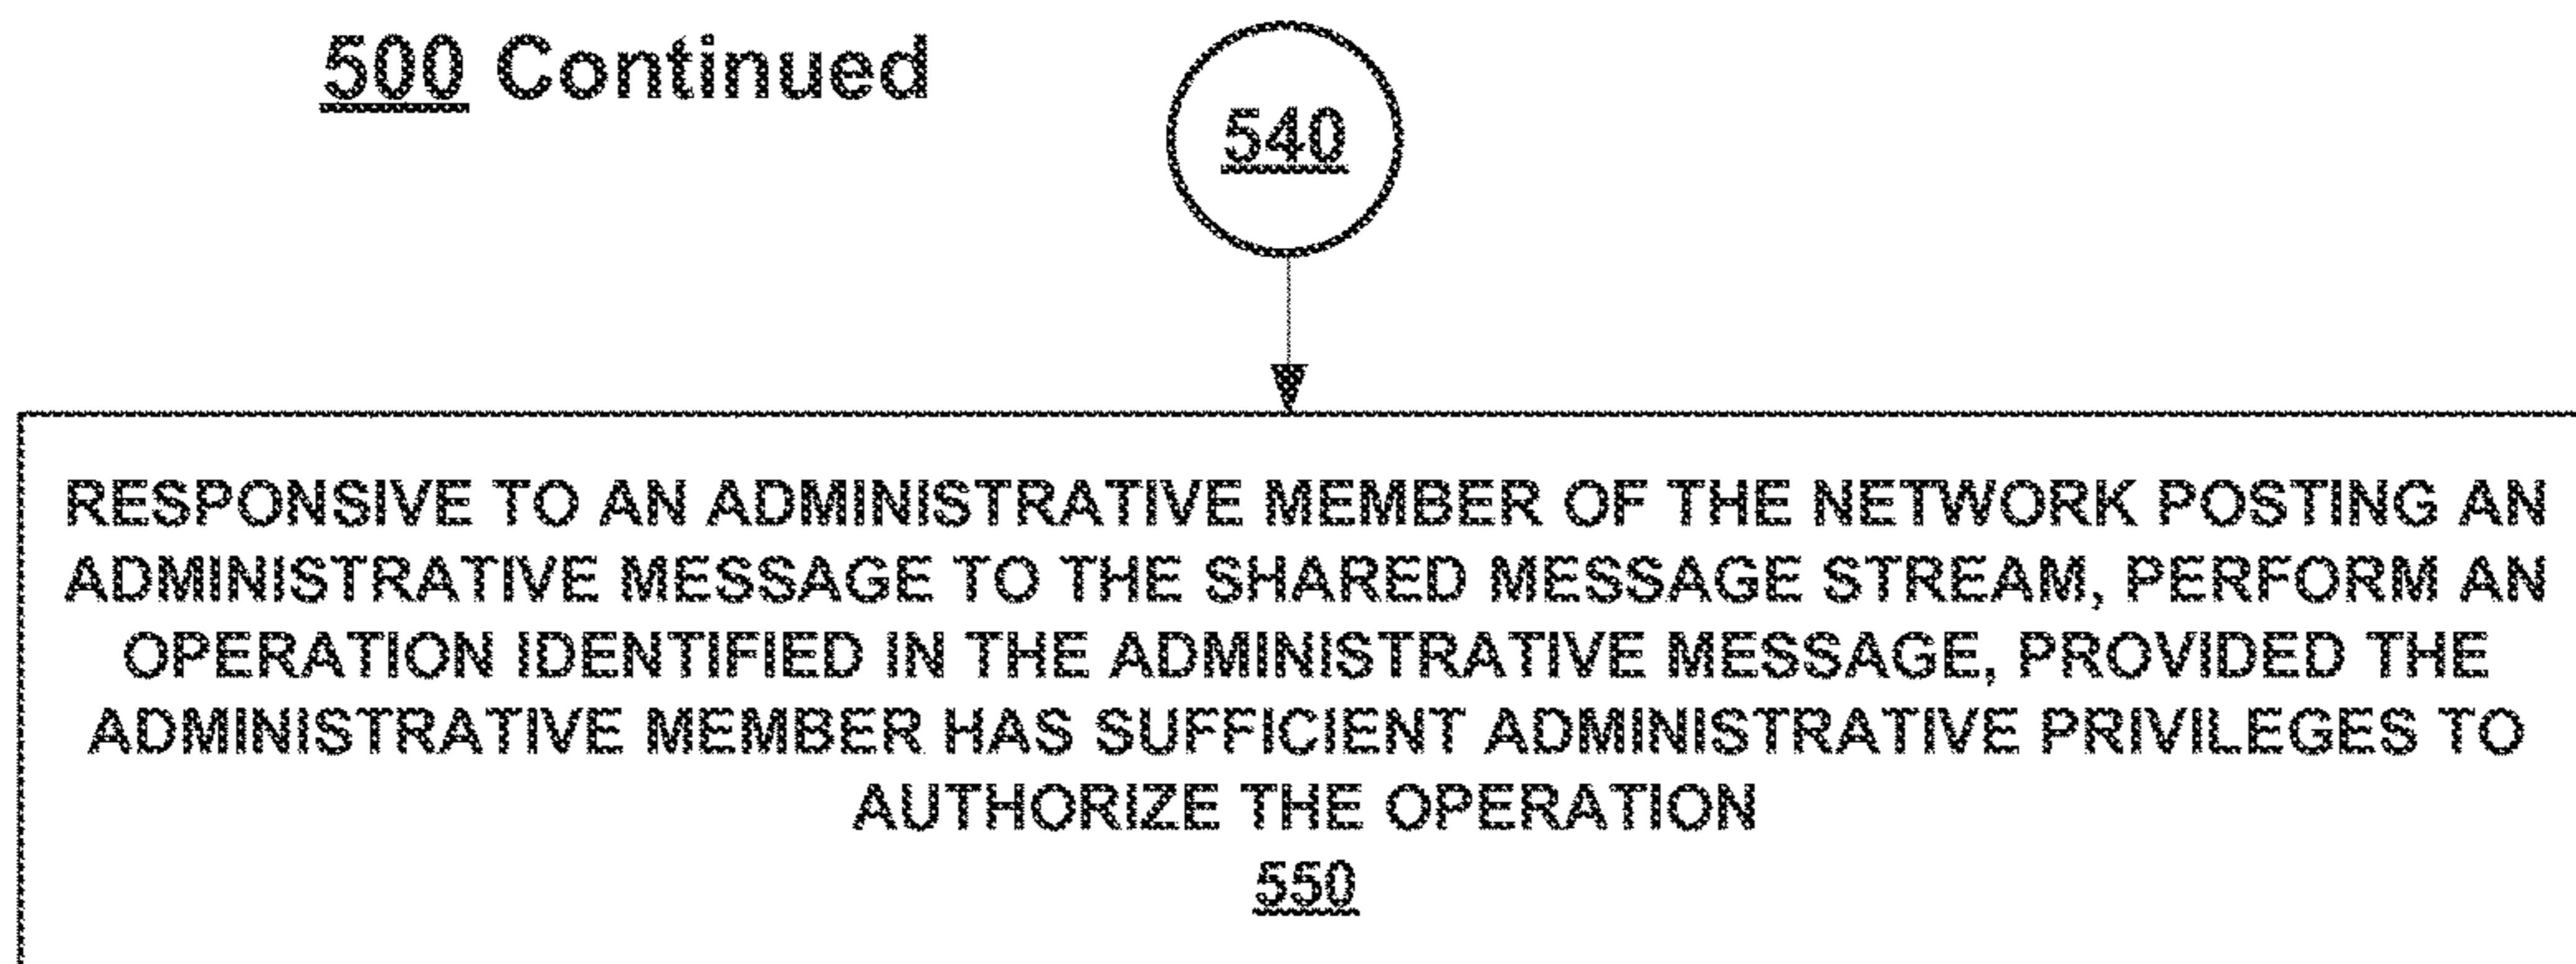 500 Continued
540
RESPONSIVE TO AN ADMINISTRATIVE MEMBER OF THE NETWORK POSTING AN
ADMINISTRATIVE MESSAGE TO THE SHARED MESSAGE STREAM, PERFORM AN
OPERATION IDENTIFIED IN THE ADMINISTRATIVE MESSAGE, PROVIDED THE
ADMINISTRATIVE MEMBER HAS SUFFICIENT ADMINISTRATIVE PRIVILEGES TO
AUTHORIZE THE OPERATION
550